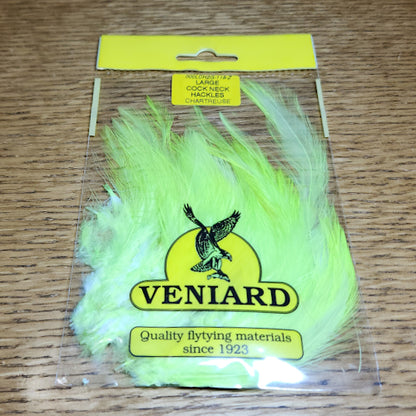 LARGE
COCK NECK
HACKLES
CHARTREUSE
VENIARD
Quality flytying materials
since 1923